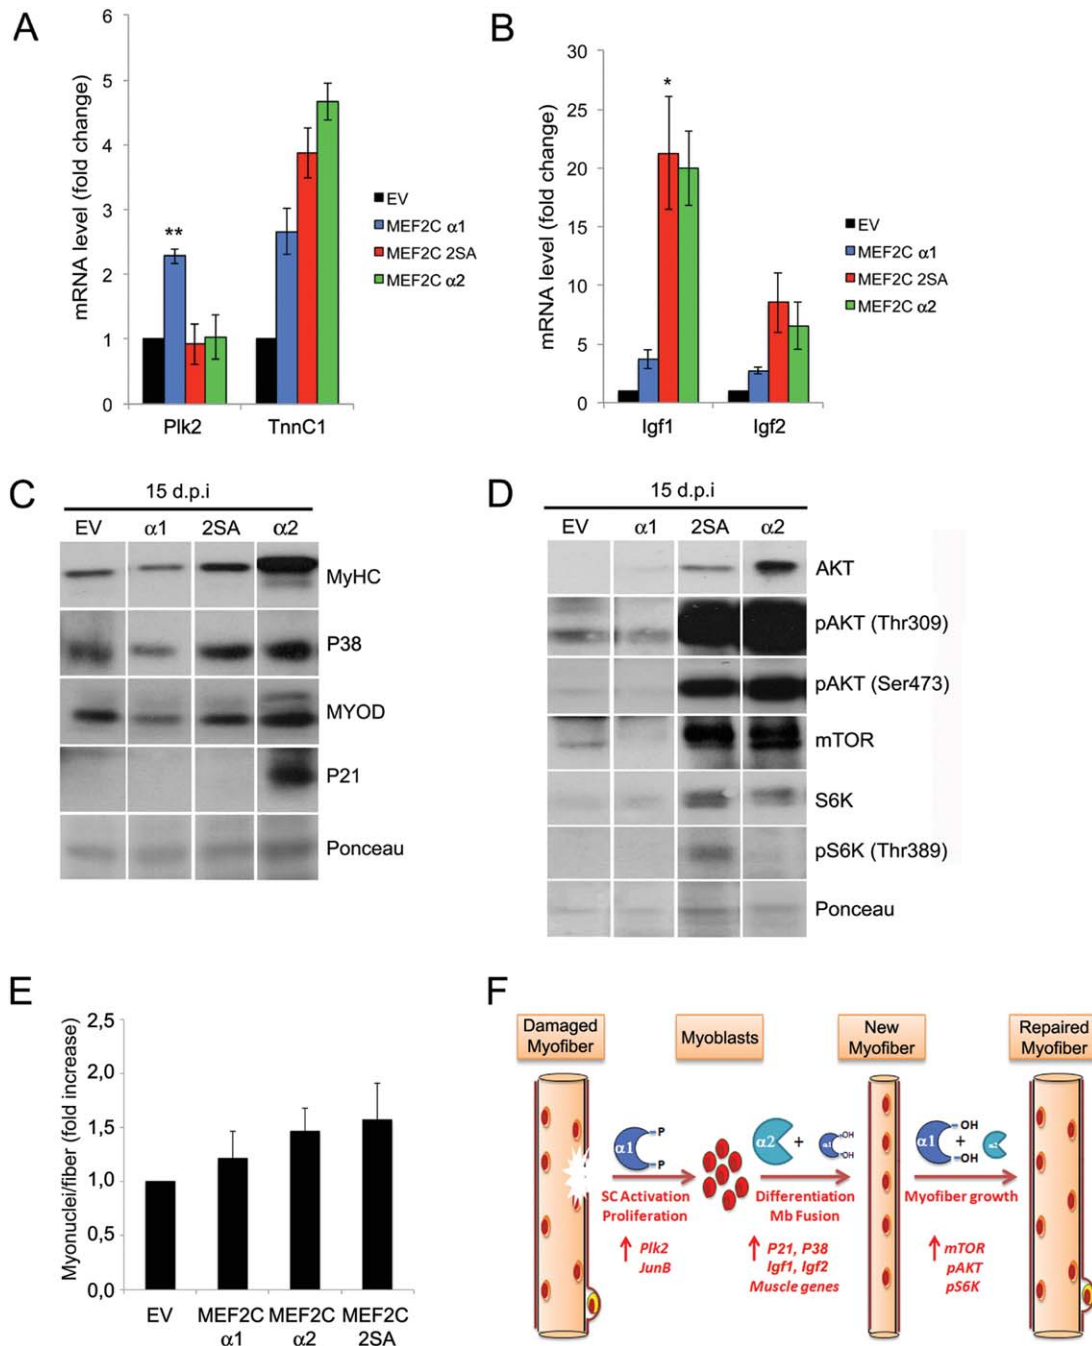 A
mRNA level (fold change)
6
5
4
3
2
1
0
**
Plk2
TnnC1
EV
MEF2C α1
MEF2C 2SA
MEF2C α2
B
mRNA level (fold change)
30
25
20
15
10
5
0
*
Igf1
Igf2
EV
MEF2C α1
MEF2C 2SA
MEF2C α2
C
15 d.p.i
EV α1 2SA α2
MyHC
P38
MYOD
P21
Ponceau
D
15 d.p.i
EV α1 2SA α2
AKT
pAKT (Thr309)
pAKT (Ser473)
mTOR
S6K
pS6K (Thr389)
Ponceau
E
Myonuclei/fiber (fold increase)
2,5
2,0
1,5
1,0
0,5
0,0
EV
MEF2C
α1
MEF2C
α2
MEF2C
2SA
F
Damaged
Myofiber
Myoblasts
New
Myofiber
Repaired
Myofiber
α1
P
P
SC Activation
Proliferation
Plk2
JunB
α2 + α1
OH
OH
Differentiation
Mb Fusion
P21, P38
Igf1, Igf2
Muscle genes
α1 + α2
OH
OH
Myofiber growth
mTOR
pAKT
pS6K